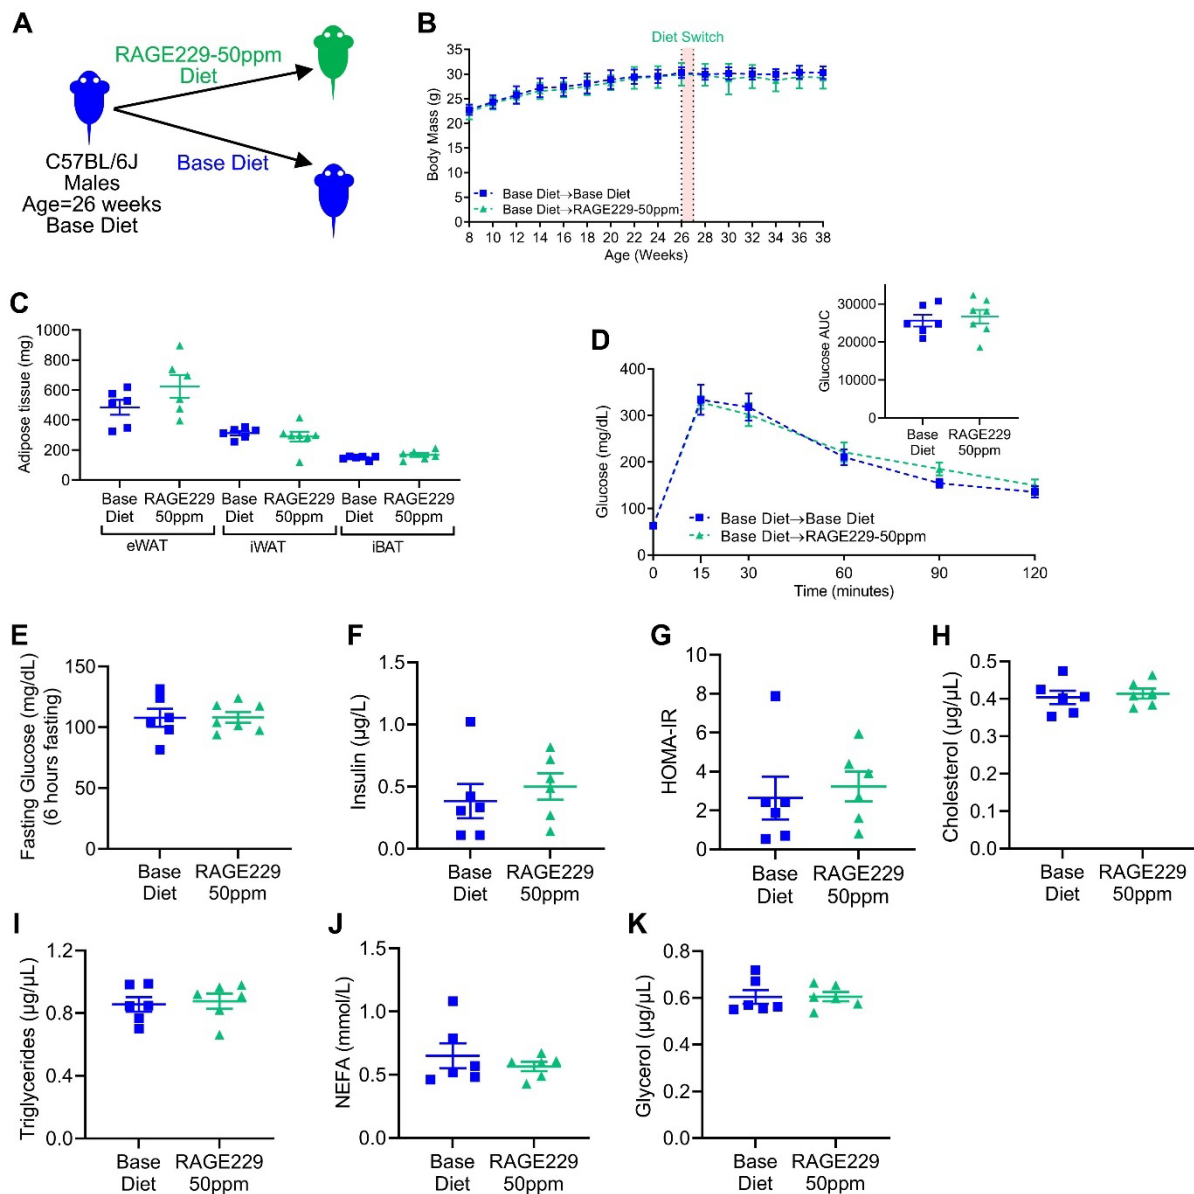 A
RAGE229-50ppm
Diet
Base Diet
C57BL/6J
Males
Age=26 weeks
Base Diet
B
Diet Switch
Body Mass (g)
35
30
25
20
15
10
5
0
Base Diet→Base Diet
Base Diet→RAGE229-50ppm
8 10 12 14 16 18 20 22 24 26 28 30 32 34 36 38
Age (Weeks)
C
Adipose tissue (mg)
1000
800
600
400
200
0
Base Diet
RAGE229 50ppm
Base Diet
RAGE229 50ppm
Base Diet
RAGE229 50ppm
eWAT
iWAT
iBAT
D
Glucose (mg/dL)
400
300
200
100
0
Base Diet→Base Diet
Base Diet→RAGE229-50ppm
0 15 30 60 90 120
Time (minutes)
Glucose AUC
30000
20000
10000
0
Base Diet
RAGE229 50ppm
E
Fasting Glucose (mg/dL)
(6 hours fasting)
150
100
50
0
Base Diet
RAGE229 50ppm
F
Insulin (µg/L)
1.5
1.0
0.5
0.0
Base Diet
RAGE229 50ppm
G
HOMA-IR
10
8
6
4
2
0
Base Diet
RAGE229 50ppm
H
Cholesterol (µg/µL)
0.5
0.4
0.3
0.2
0.1
0.0
Base Diet
RAGE229 50ppm
I
Triglycerides (µg/µL)
1.2
0.8
0.4
0.0
Base Diet
RAGE229 50ppm
J
NEFA (mmol/L)
1.5
1.0
0.5
0.0
Base Diet
RAGE229 50ppm
K
Glycerol (µg/µL)
0.8
0.6
0.4
0.2
0.0
Base Diet
RAGE229 50ppm